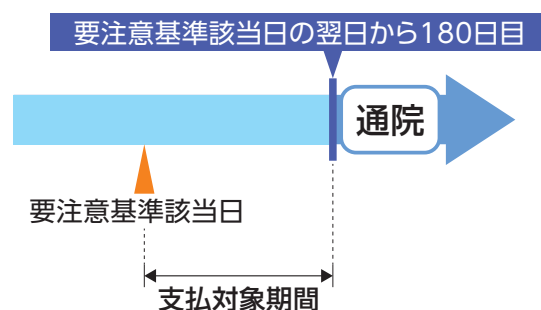 要注意基準該当日の翌日から180日目
通院
要注意基準該当日
支払対象期間